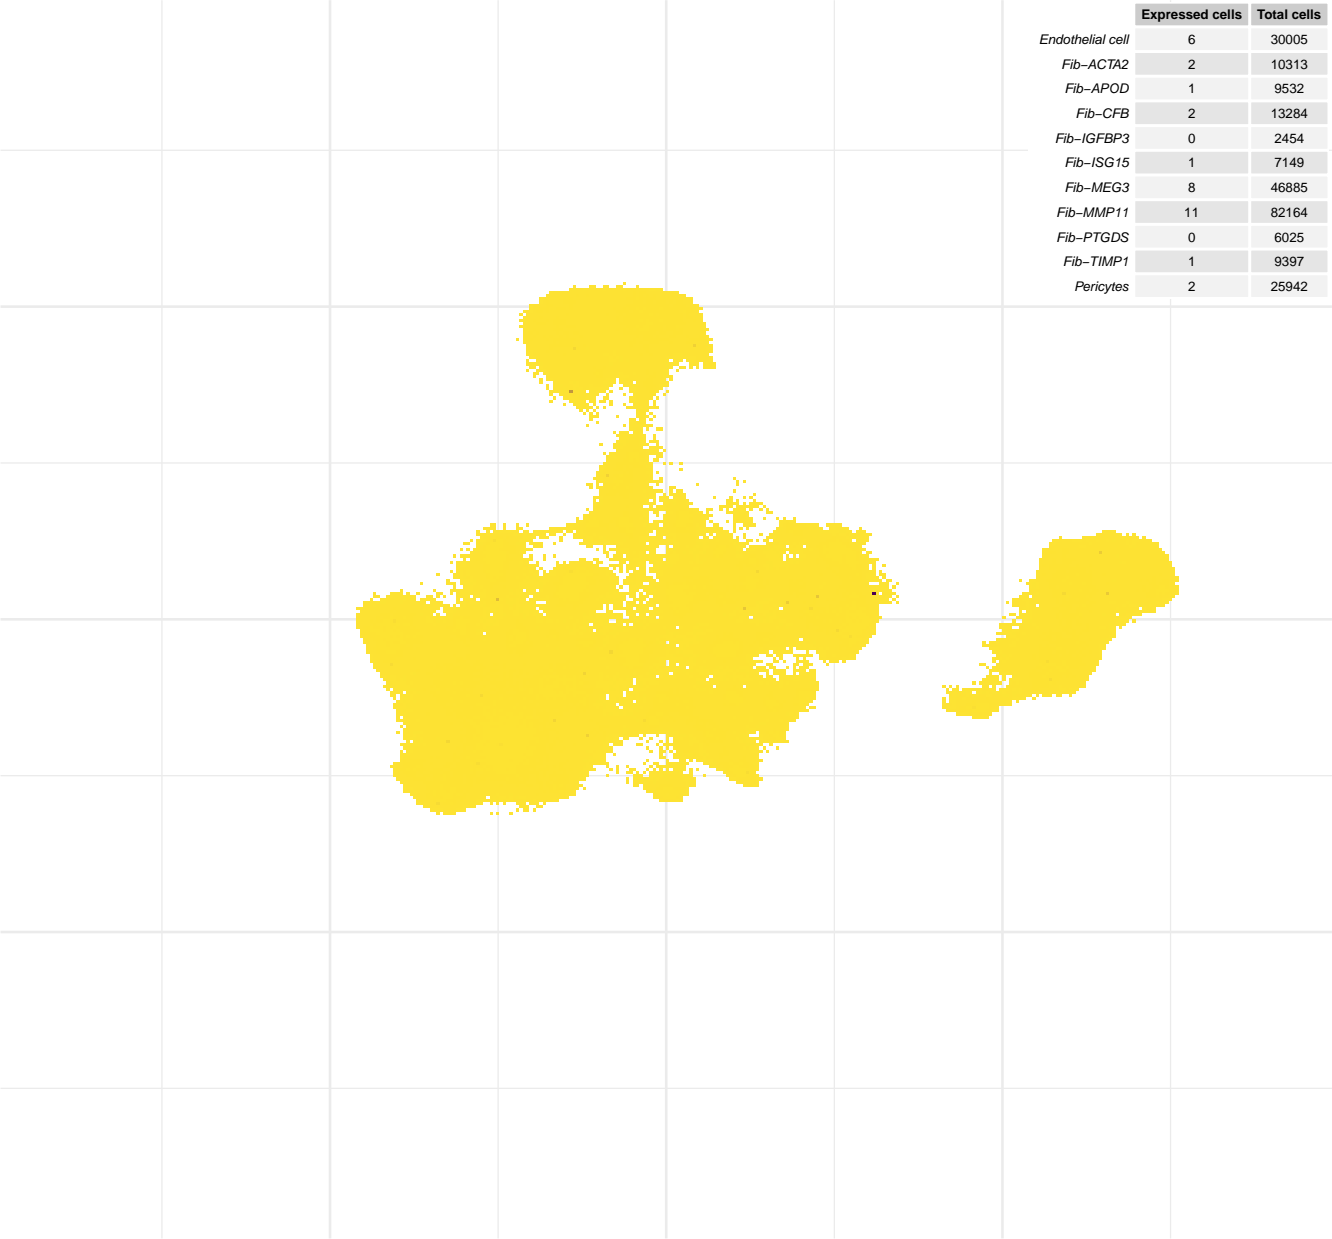 Expressed cells Total cells
Endothelial cell 6 30005
Fib−ACTA2 2 10313
Fib−APOD 1 9532
Fib−CFB 2 13284
Fib−IGFBP3 0 2454
Fib−ISG15 1 7149
Fib−MEG3 8 46885
Fib−MMP11 11 82164
Fib−PTGDS 0 6025
Fib−TIMP1 1 9397
Pericytes 2 25942